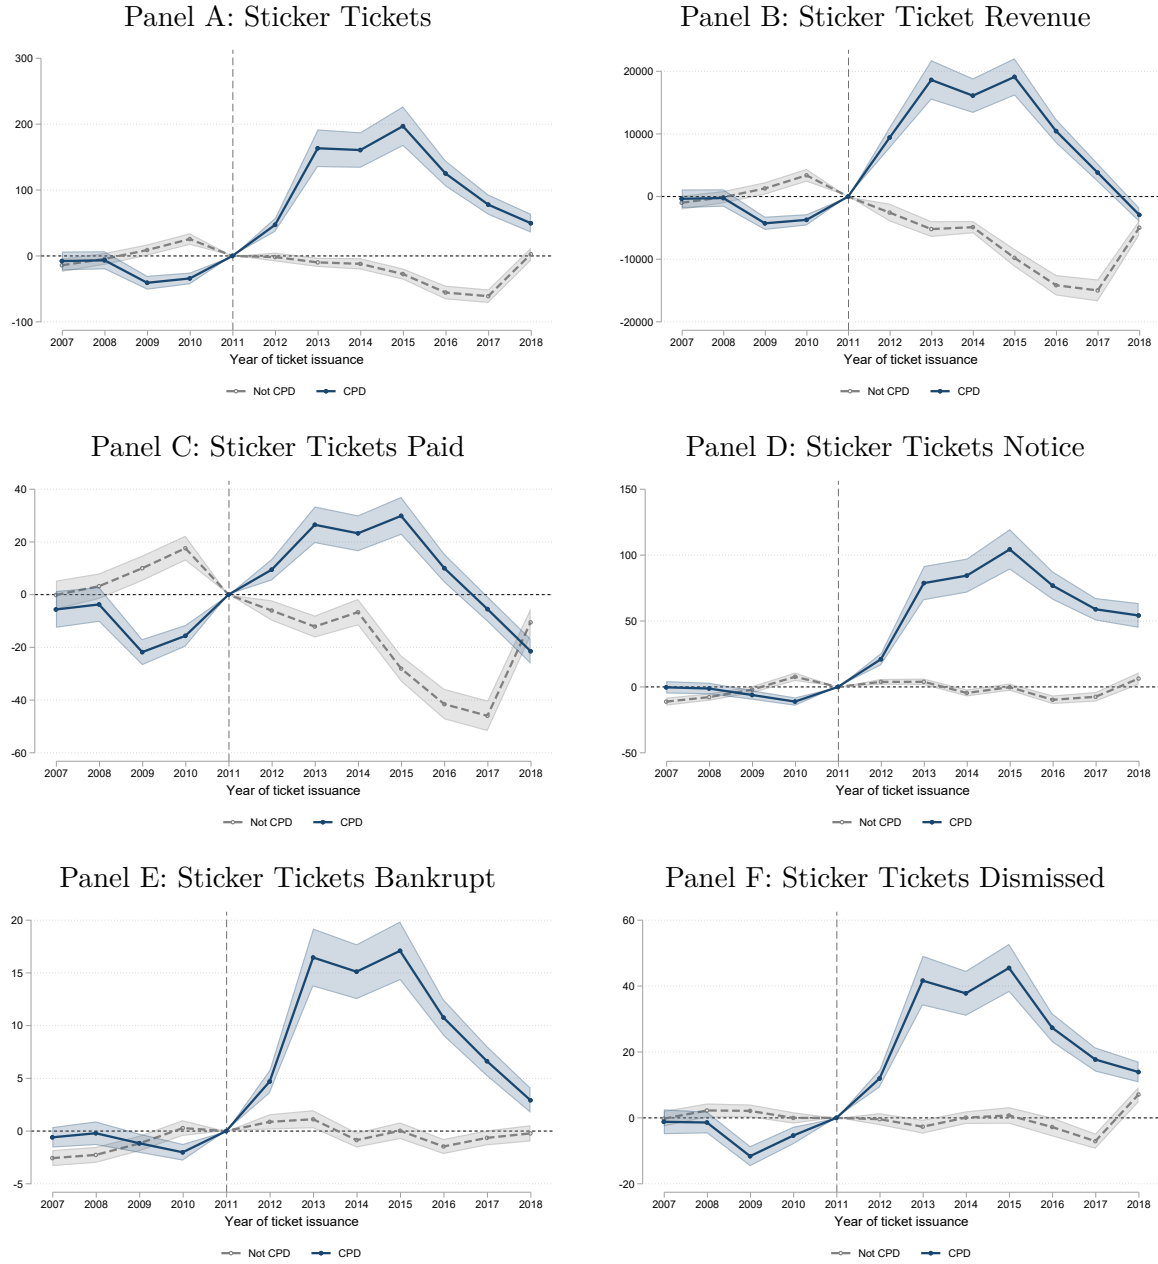 Panel A: Sticker Tickets
300
200
100
0
-100
2007 2008 2009 2010 2011 2012 2013 2014 2015 2016 2017 2018
Year of ticket issuance
Not CPD CPD
Panel B: Sticker Ticket Revenue
20000
10000
0
-10000
-20000
2007 2008 2009 2010 2011 2012 2013 2014 2015 2016 2017 2018
Year of ticket issuance
Not CPD CPD
Panel C: Sticker Tickets Paid
40
20
0
-20
-40
-60
2007 2008 2009 2010 2011 2012 2013 2014 2015 2016 2017 2018
Year of ticket issuance
Not CPD CPD
Panel D: Sticker Tickets Notice
150
100
50
0
-50
2007 2008 2009 2010 2011 2012 2013 2014 2015 2016 2017 2018
Year of ticket issuance
Not CPD CPD
Panel E: Sticker Tickets Bankrupt
20
15
10
5
0
-5
2007 2008 2009 2010 2011 2012 2013 2014 2015 2016 2017 2018
Year of ticket issuance
Not CPD CPD
Panel F: Sticker Tickets Dismissed
60
40
20
0
-20
2007 2008 2009 2010 2011 2012 2013 2014 2015 2016 2017 2018
Year of ticket issuance
Not CPD CPD